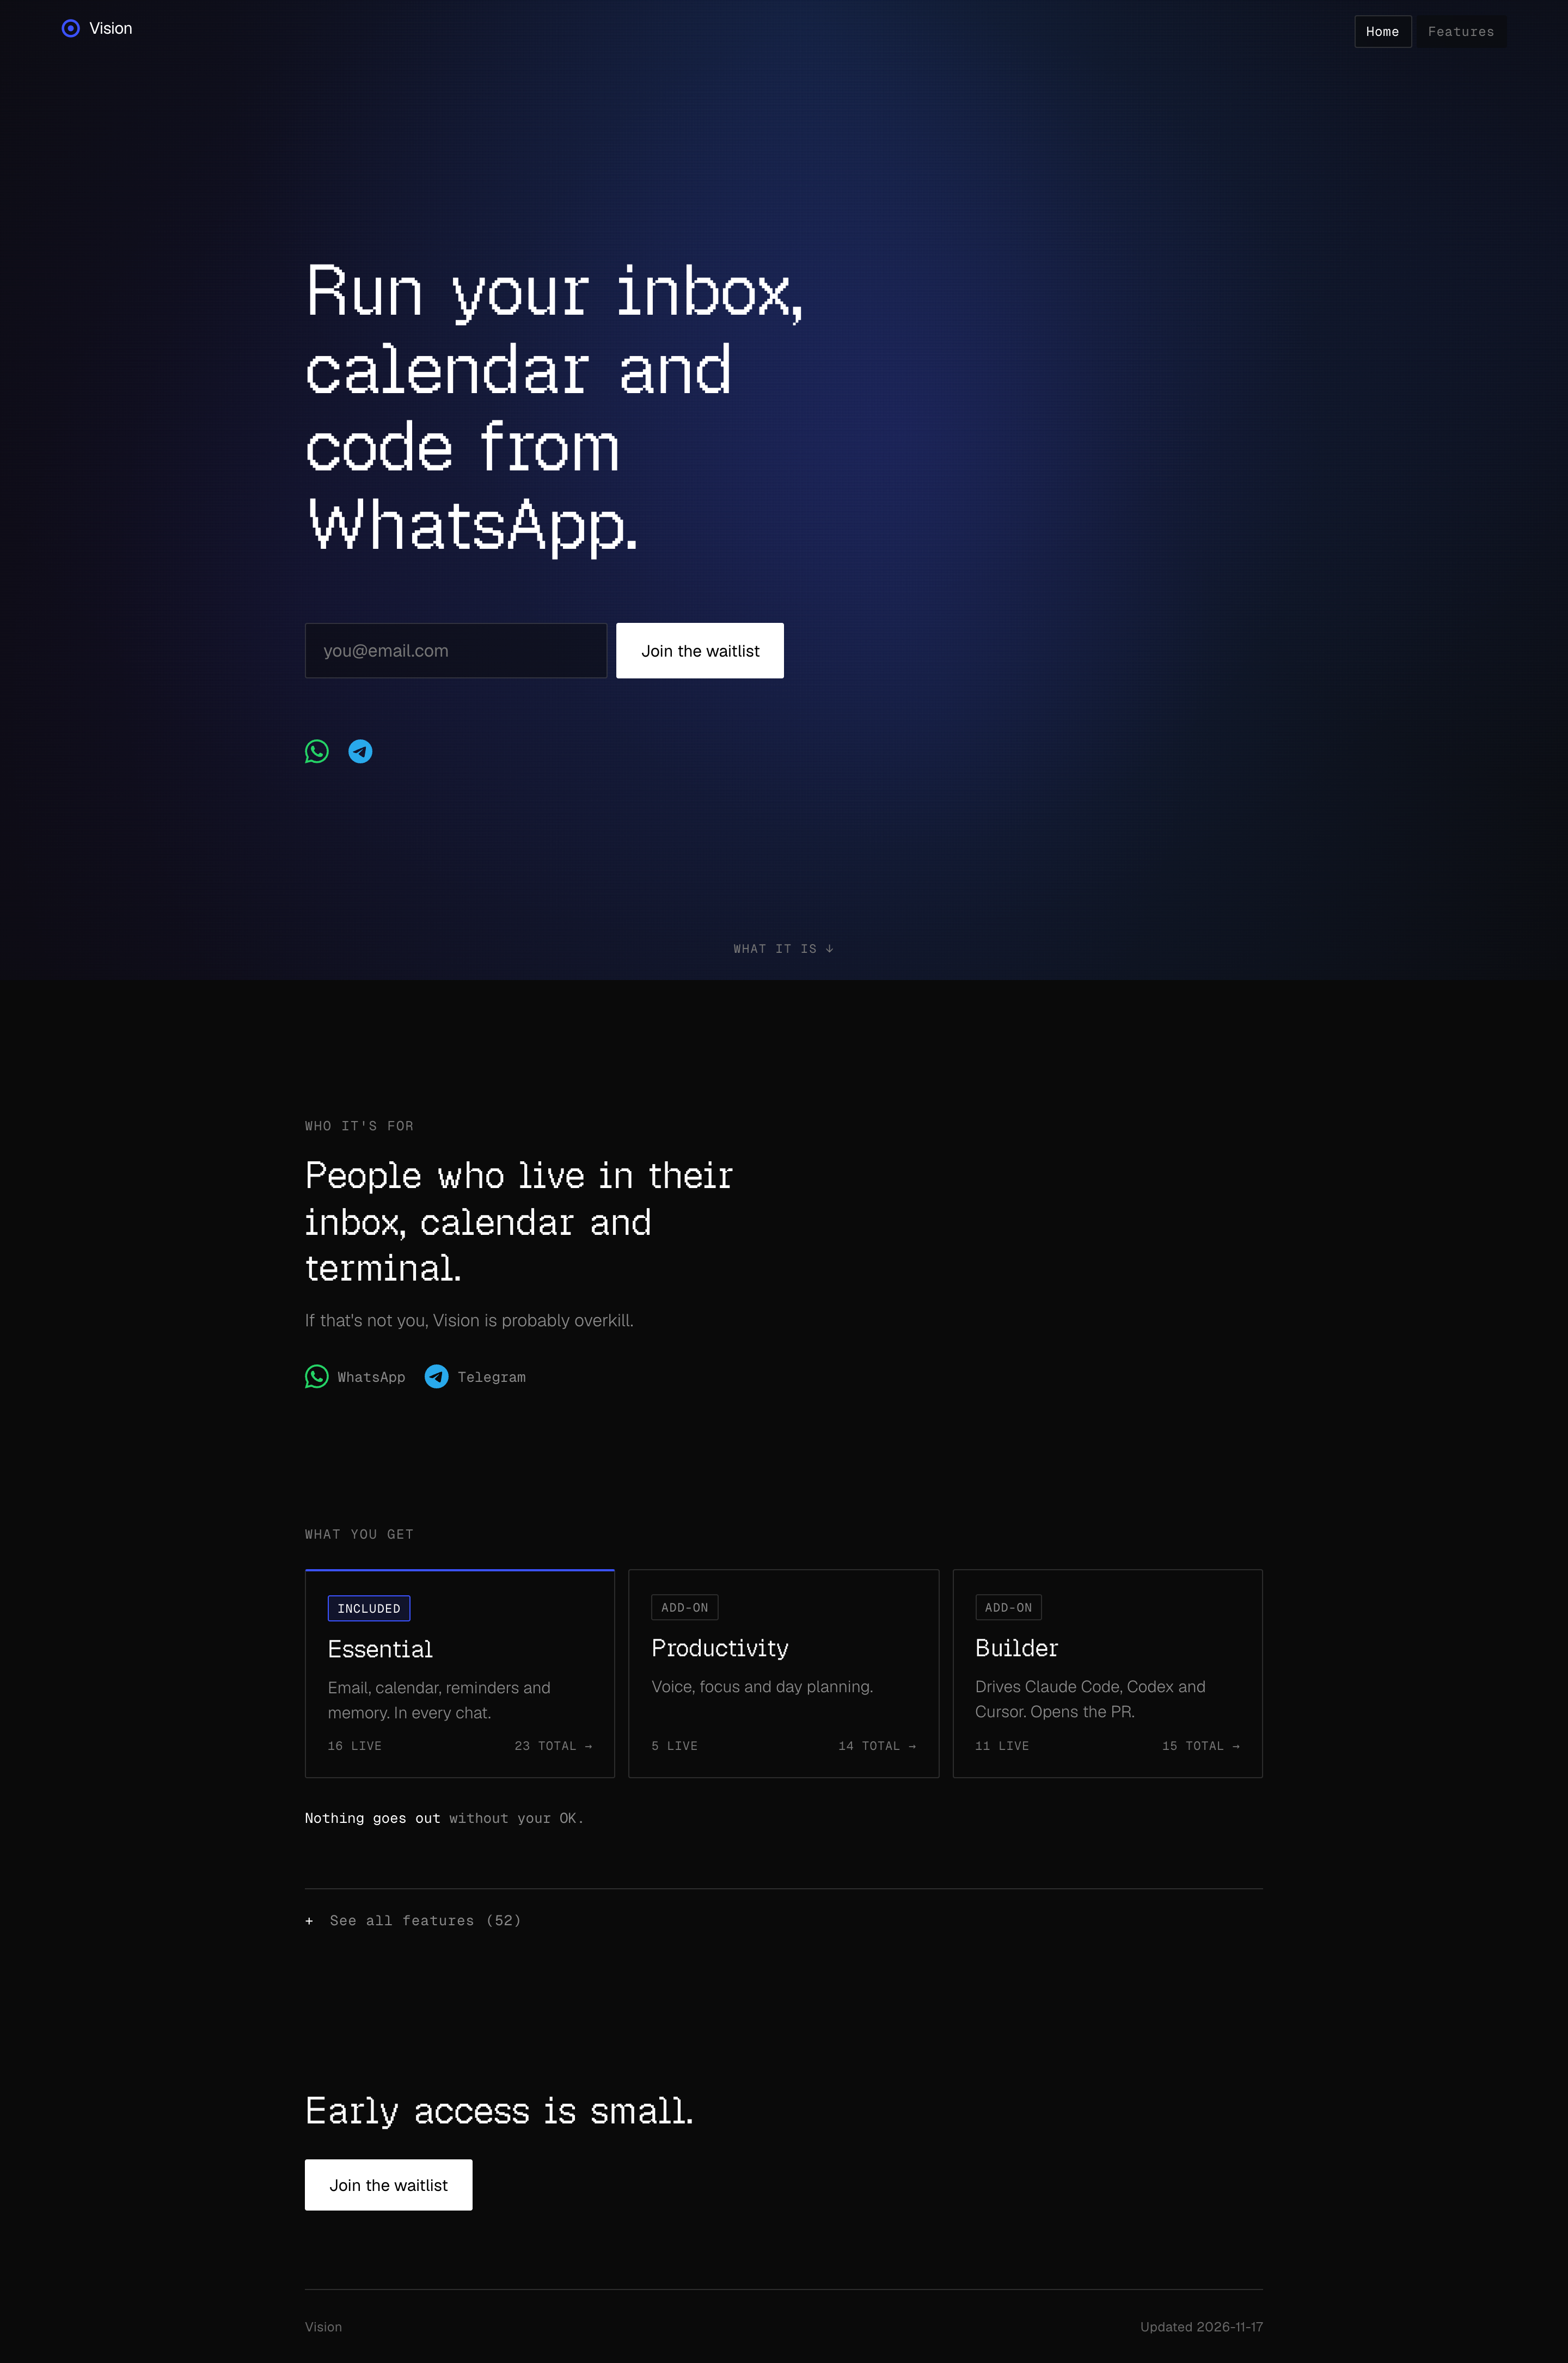 Vision
Home
Features
Run your inbox,
calendar and
code from
WhatsApp.
you@email.com
Join the waitlist
WHAT IT IS ↓
WHO IT'S FOR
People who live in their
inbox, calendar and
terminal.
If that's not you, Vision is probably overkill.
WhatsApp
Telegram
WHAT YOU GET
INCLUDED
Essential
Email, calendar, reminders and
memory. In every chat.
16 LIVE
23 TOTAL →
ADD-ON
Productivity
Voice, focus and day planning.
5 LIVE
14 TOTAL →
ADD-ON
Builder
Drives Claude Code, Codex and
Cursor. Opens the PR.
11 LIVE
15 TOTAL →
Nothing goes out without your OK.
+ See all features (52)
Early access is small.
Join the waitlist
Vision
Updated 2026-11-17